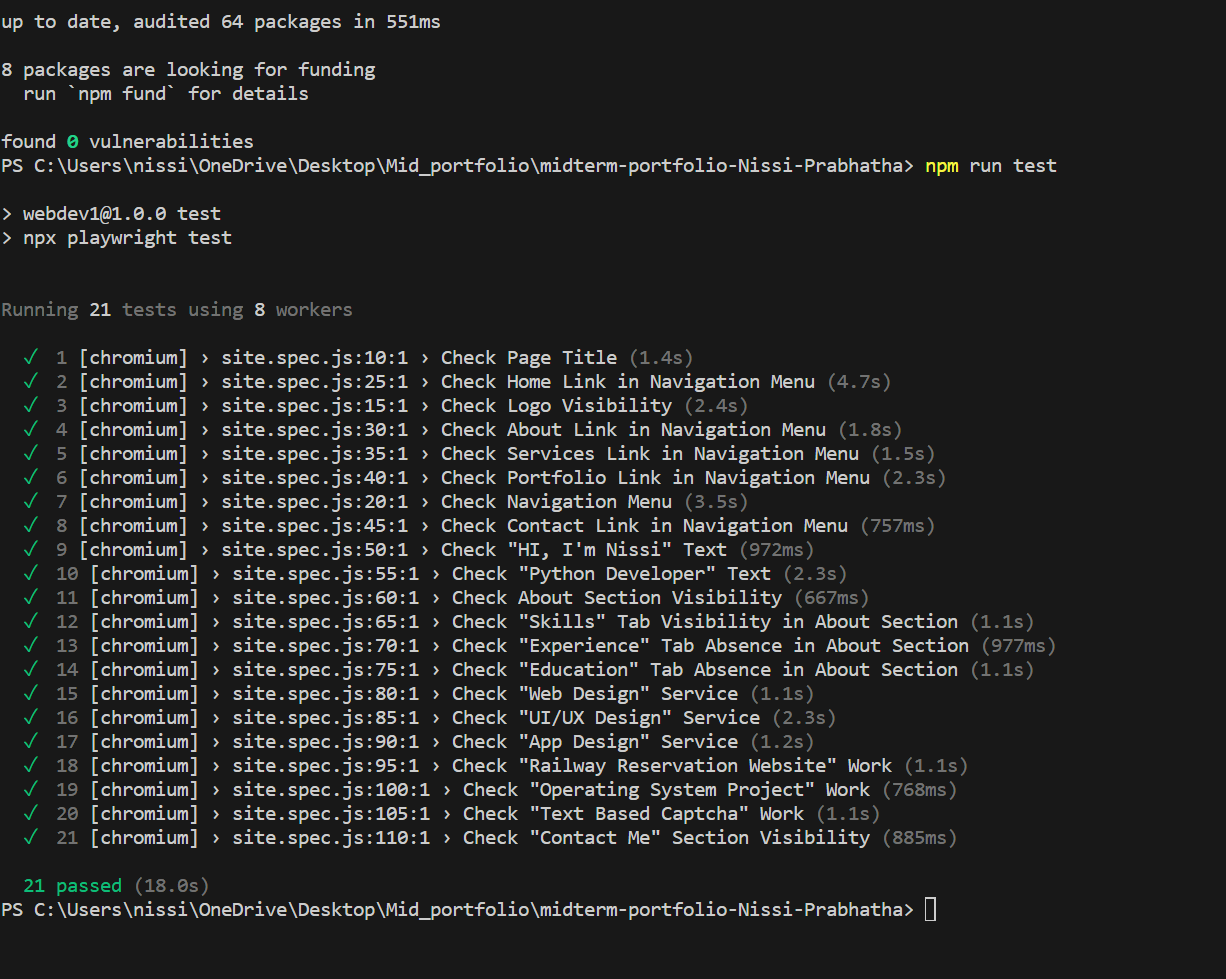 up to date, audited 64 packages in 551ms
8 packages are looking for funding
  run `npm fund` for details
found 0 vulnerabilities
PS C:\Users\nissi\OneDrive\Desktop\Mid_portfolio\midterm-portfolio-Nissi-Prabhatha> npm run test
> webdev1@1.0.0 test
> npx playwright test
Running 21 tests using 8 workers
  ✓  1 [chromium] › site.spec.js:10:1 › Check Page Title (1.4s)
  ✓  2 [chromium] › site.spec.js:25:1 › Check Home Link in Navigation Menu (4.7s)
  ✓  3 [chromium] › site.spec.js:15:1 › Check Logo Visibility (2.4s)
  ✓  4 [chromium] › site.spec.js:30:1 › Check About Link in Navigation Menu (1.8s)
  ✓  5 [chromium] › site.spec.js:35:1 › Check Services Link in Navigation Menu (1.5s)
  ✓  6 [chromium] › site.spec.js:40:1 › Check Portfolio Link in Navigation Menu (2.3s)
  ✓  7 [chromium] › site.spec.js:20:1 › Check Navigation Menu (3.5s)
  ✓  8 [chromium] › site.spec.js:45:1 › Check Contact Link in Navigation Menu (757ms)
  ✓  9 [chromium] › site.spec.js:50:1 › Check "HI, I'm Nissi" Text (972ms)
  ✓  10 [chromium] › site.spec.js:55:1 › Check "Python Developer" Text (2.3s)
  ✓  11 [chromium] › site.spec.js:60:1 › Check About Section Visibility (667ms)
  ✓  12 [chromium] › site.spec.js:65:1 › Check "Skills" Tab Visibility in About Section (1.1s)
  ✓  13 [chromium] › site.spec.js:70:1 › Check "Experience" Tab Absence in About Section (977ms)
  ✓  14 [chromium] › site.spec.js:75:1 › Check "Education" Tab Absence in About Section (1.1s)
  ✓  15 [chromium] › site.spec.js:80:1 › Check "Web Design" Service (1.1s)
  ✓  16 [chromium] › site.spec.js:85:1 › Check "UI/UX Design" Service (2.3s)
  ✓  17 [chromium] › site.spec.js:90:1 › Check "App Design" Service (1.2s)
  ✓  18 [chromium] › site.spec.js:95:1 › Check "Railway Reservation Website" Work (1.1s)
  ✓  19 [chromium] › site.spec.js:100:1 › Check "Operating System Project" Work (768ms)
  ✓  20 [chromium] › site.spec.js:105:1 › Check "Text Based Captcha" Work (1.1s)
  ✓  21 [chromium] › site.spec.js:110:1 › Check "Contact Me" Section Visibility (885ms)
  21 passed (18.0s)
PS C:\Users\nissi\OneDrive\Desktop\Mid_portfolio\midterm-portfolio-Nissi-Prabhatha>